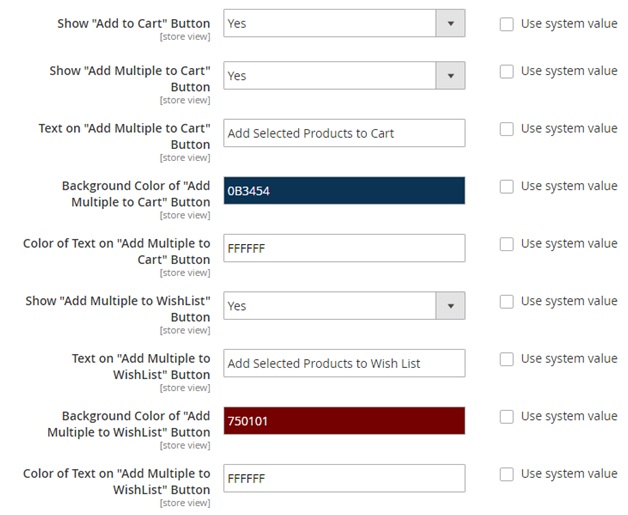 Show "Add to Cart" Button
[store view]
Yes
Use system value
Show "Add Multiple to Cart"
Button
[store view]
Yes
Use system value
Text on "Add Multiple to Cart"
Button
[store view]
Add Selected Products to Cart
Use system value
Background Color of "Add
Multiple to Cart" Button
[store view]
0B3454
Use system value
Color of Text on "Add Multiple to
Cart" Button
[store view]
FFFFFF
Use system value
Show "Add Multiple to WishList"
Button
[store view]
Yes
Use system value
Text on "Add Multiple to
WishList" Button
[store view]
Add Selected Products to Wish List
Use system value
Background Color of "Add
Multiple to WishList" Button
[store view]
750101
Use system value
Color of Text on "Add Multiple to
WishList" Button
[store view]
FFFFFF
Use system value